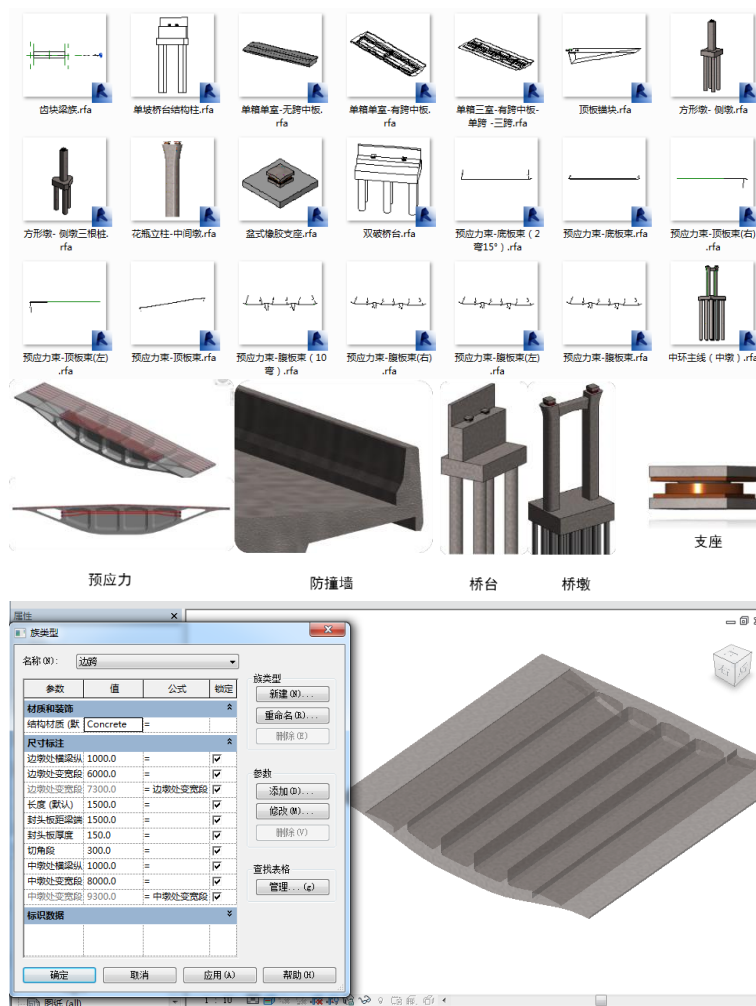 齿块梁族.rfa
单坡桥台结构柱.rfa
单箱单室-无跨中板.
rfa
单箱单室-有跨中板.
rfa
单箱三室-有跨中板-
单跨 -三跨.rfa
顶板锚块.rfa
方形墩- 侧墩.rfa
方形墩- 侧墩三根桩.
rfa
花瓶立柱-中间墩.rfa
盆式橡胶支座.rfa
双破桥台.rfa
预应力束-底板束（2
弯15°）.rfa
预应力束-底板束.rfa
预应力束-顶板束(右)
.rfa
预应力束-顶板束(左)
.rfa
预应力束-顶板束.rfa
预应力束-腹板束（10
弯）.rfa
预应力束-腹板束(右)
.rfa
预应力束-腹板束(左)
.rfa
预应力束-腹板束.rfa
中环主线（中墩）.rfa
支座
预应力
防撞墙
桥台
桥墩
属性
族类型
名称(N):
边跨
参数
值
公式
锁定
材质和装饰
结构材质 (默
Concrete
=
尺寸标注
边墩处横梁纵 1000.0 =
边墩处变宽段 6000.0 =
边墩处变宽段 7300.0 = 边墩处变宽段
长度 (默认) 1500.0 =
封头板距梁端 1500.0 =
封头板厚度 150.0 =
切角段 300.0 =
中墩处横梁纵 1000.0 =
中墩处变宽段 8000.0 =
中墩处变宽段 9300.0 = 中墩处变宽段
标识数据
族类型
新建(N)...
重命名(R)...
删除(E)
参数
添加(D)...
修改(M)...
删除(V)
查找表格
管理...(g)
确定
取消
应用(A)
帮助(H)
图纸 (all)
1 : 10